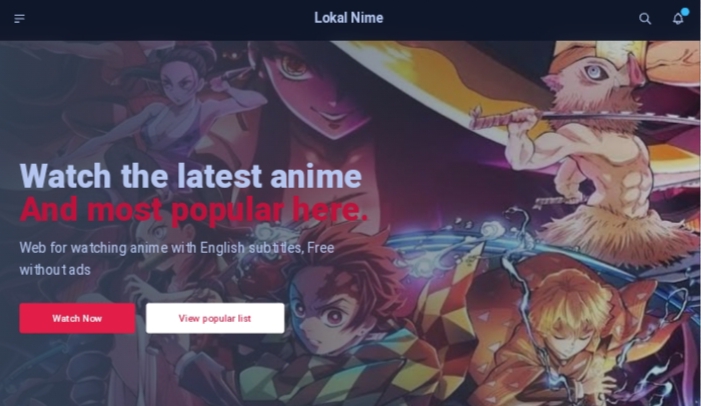 Lokal Nime
Watch the latest anime
And most popular here.
Web for watching anime with English subtitles, Free
without ads
Watch Now
View popular list